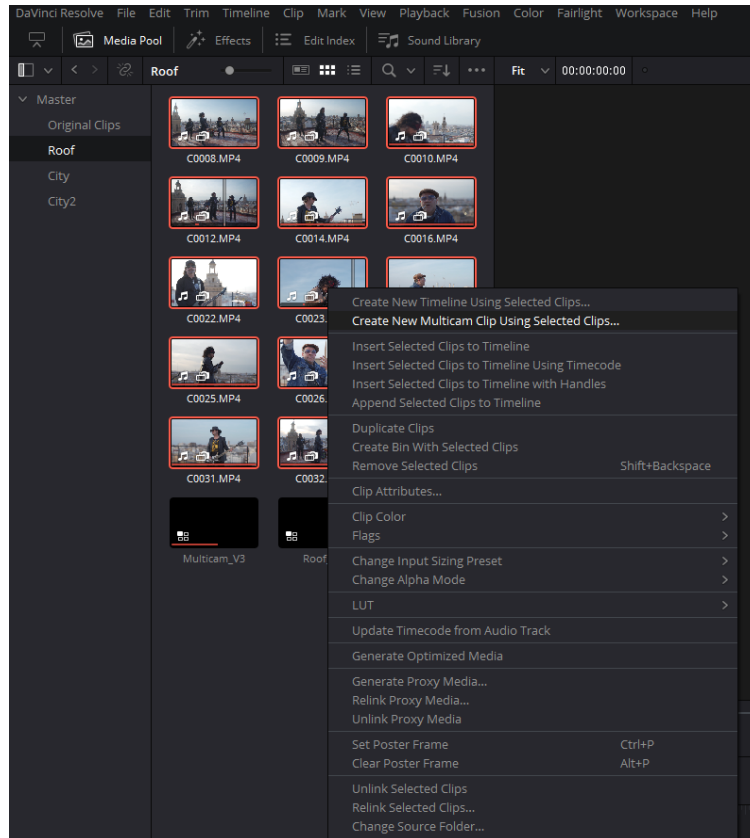 DaVinci Resolve File Edit Trim Timeline Clip Mark View Playback Fusion Color Fairlight Workspace Help
Media Pool Effects Edit Index Sound Library
Roof Fit 00:00:00:00
Master
Original Clips
Roof
City
City2
C0008.MP4 C0009.MP4 C0010.MP4
C0012.MP4 C0014.MP4 C0016.MP4
C0022.MP4 C0023.
C0025.MP4 C0026.
C0031.MP4 C0032.
Multicam_V3 Roof
Create New Timeline Using Selected Clips...
Create New Multicam Clip Using Selected Clips...
Insert Selected Clips to Timeline
Insert Selected Clips to Timeline Using Timecode
Insert Selected Clips to Timeline with Handles
Append Selected Clips to Timeline
Duplicate Clips
Create Bin With Selected Clips
Remove Selected Clips Shift+Backspace
Clip Attributes...
Clip Color
Flags
Change Input Sizing Preset
Change Alpha Mode
LUT
Update Timecode from Audio Track
Generate Optimized Media
Generate Proxy Media...
Relink Proxy Media...
Unlink Proxy Media
Set Poster Frame Ctrl+P
Clear Poster Frame Alt+P
Unlink Selected Clips
Relink Selected Clips...
Change Source Folder...